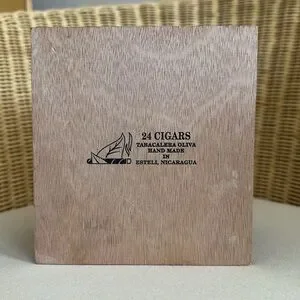 24 CIGARS
TABACALERA OLIVA
HAND MADE
IN
ESTELI, NICARAGUA